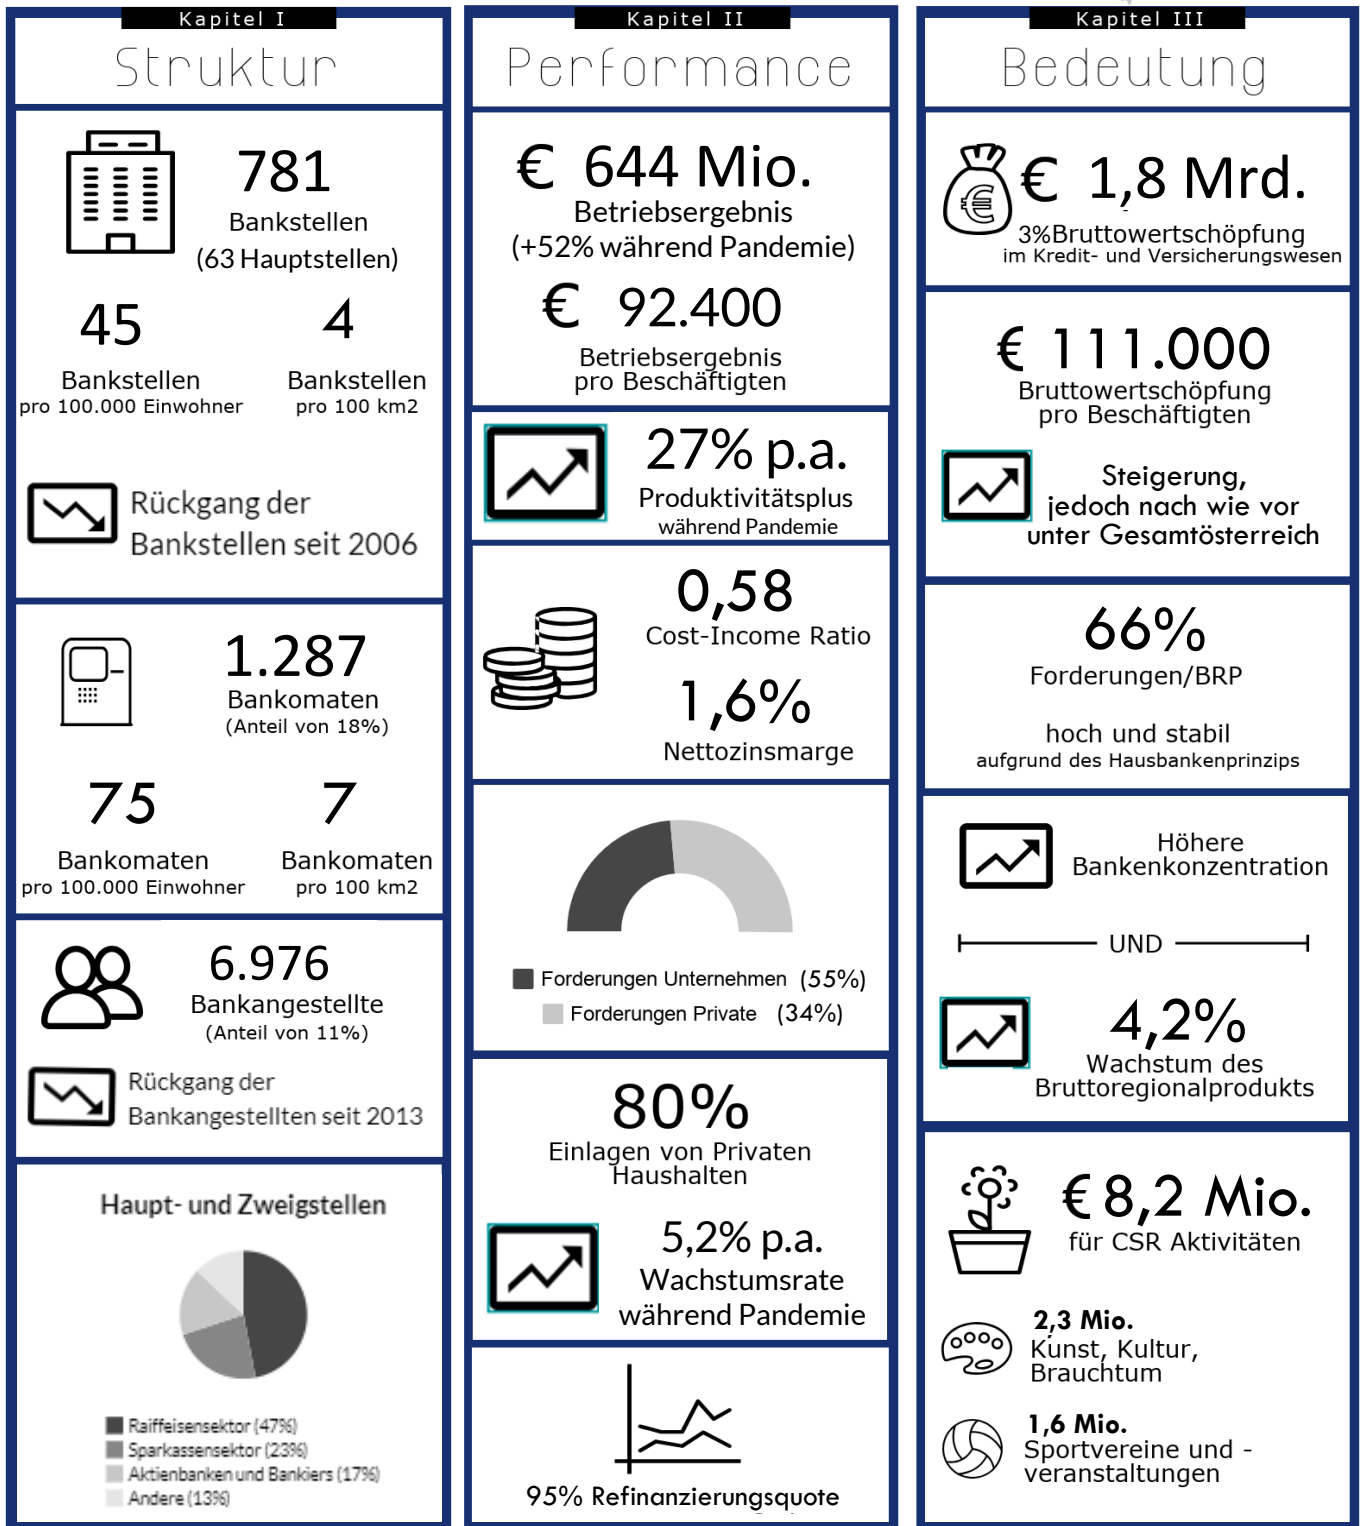 Kapitel I
Struktur
781
Bankstellen
(63 Hauptstellen)
45
Bankstellen
pro 100.000 Einwohner
4
Bankstellen
pro 100 km2
Rückgang der
Bankstellen seit 2006
1.287
Bankomaten
(Anteil von 18%)
75
Bankomaten
pro 100.000 Einwohner
7
Bankomaten
pro 100 km2
6.976
Bankangestellte
(Anteil von 11%)
Rückgang der
Bankangestellten seit 2013
Haupt- und Zweigstellen
Raiffeisensektor (47%)
Sparkassensektor (23%)
Aktienbanken und Bankiers (17%)
Andere (13%)
Kapitel II
Performance
€ 644 Mio.
Betriebsergebnis
(+52% während Pandemie)
€ 92.400
Betriebsergebnis
pro Beschäftigten
27% p.a.
Produktivitätsplus
während Pandemie
0,58
Cost-Income Ratio
1,6%
Nettozinsmarge
Forderungen Unternehmen (55%)
Forderungen Private (34%)
80%
Einlagen von Privaten
Haushalten
5,2% p.a.
Wachstumsrate
während Pandemie
95% Refinanzierungsquote
Kapitel III
Bedeutung
€ 1,8 Mrd.
3%Bruttowertschöpfung
im Kredit- und Versicherungswesen
€ 111.000
Bruttowertschöpfung
pro Beschäftigten
Steigerung,
jedoch nach wie vor
unter Gesamtösterreich
66%
Forderungen/BRP
hoch und stabil
aufgrund des Hausbankenprinzips
Höhere
Bankenkonzentration
UND
4,2%
Wachstum des
Bruttoregionalprodukts
€ 8,2 Mio.
für CSR Aktivitäten
2,3 Mio.
Kunst, Kultur,
Brauchtum
1,6 Mio.
Sportvereine und -
veranstaltungen